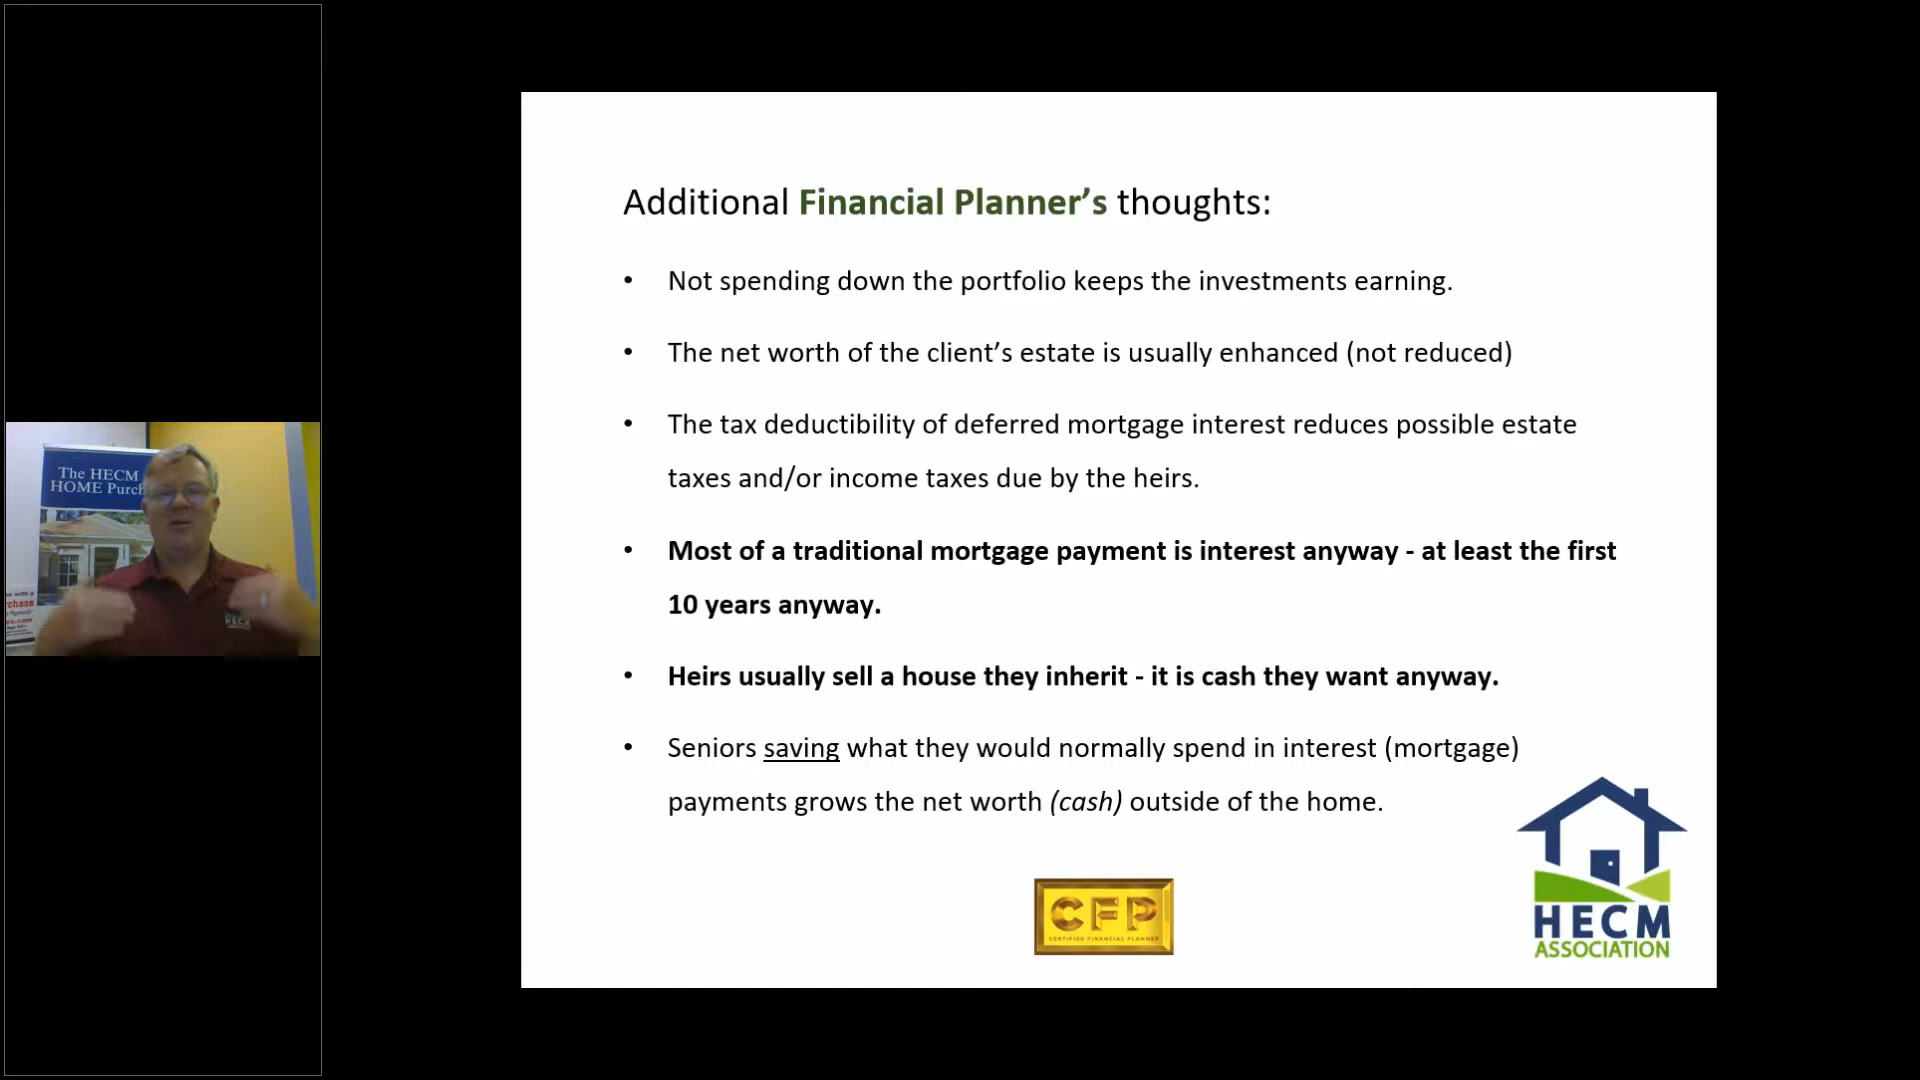 The HECM
HOME Purch
chase
Additional Financial Planner’s thoughts:
• Not spending down the portfolio keeps the investments earning.
• The net worth of the client’s estate is usually enhanced (not reduced)
• The tax deductibility of deferred mortgage interest reduces possible estate
taxes and/or income taxes due by the heirs.
• Most of a traditional mortgage payment is interest anyway - at least the first
10 years anyway.
• Heirs usually sell a house they inherit - it is cash they want anyway.
• Seniors saving what they would normally spend in interest (mortgage)
payments grows the net worth (cash) outside of the home.
CFP
CERTIFIED FINANCIAL PLANNER
HECM
ASSOCIATION